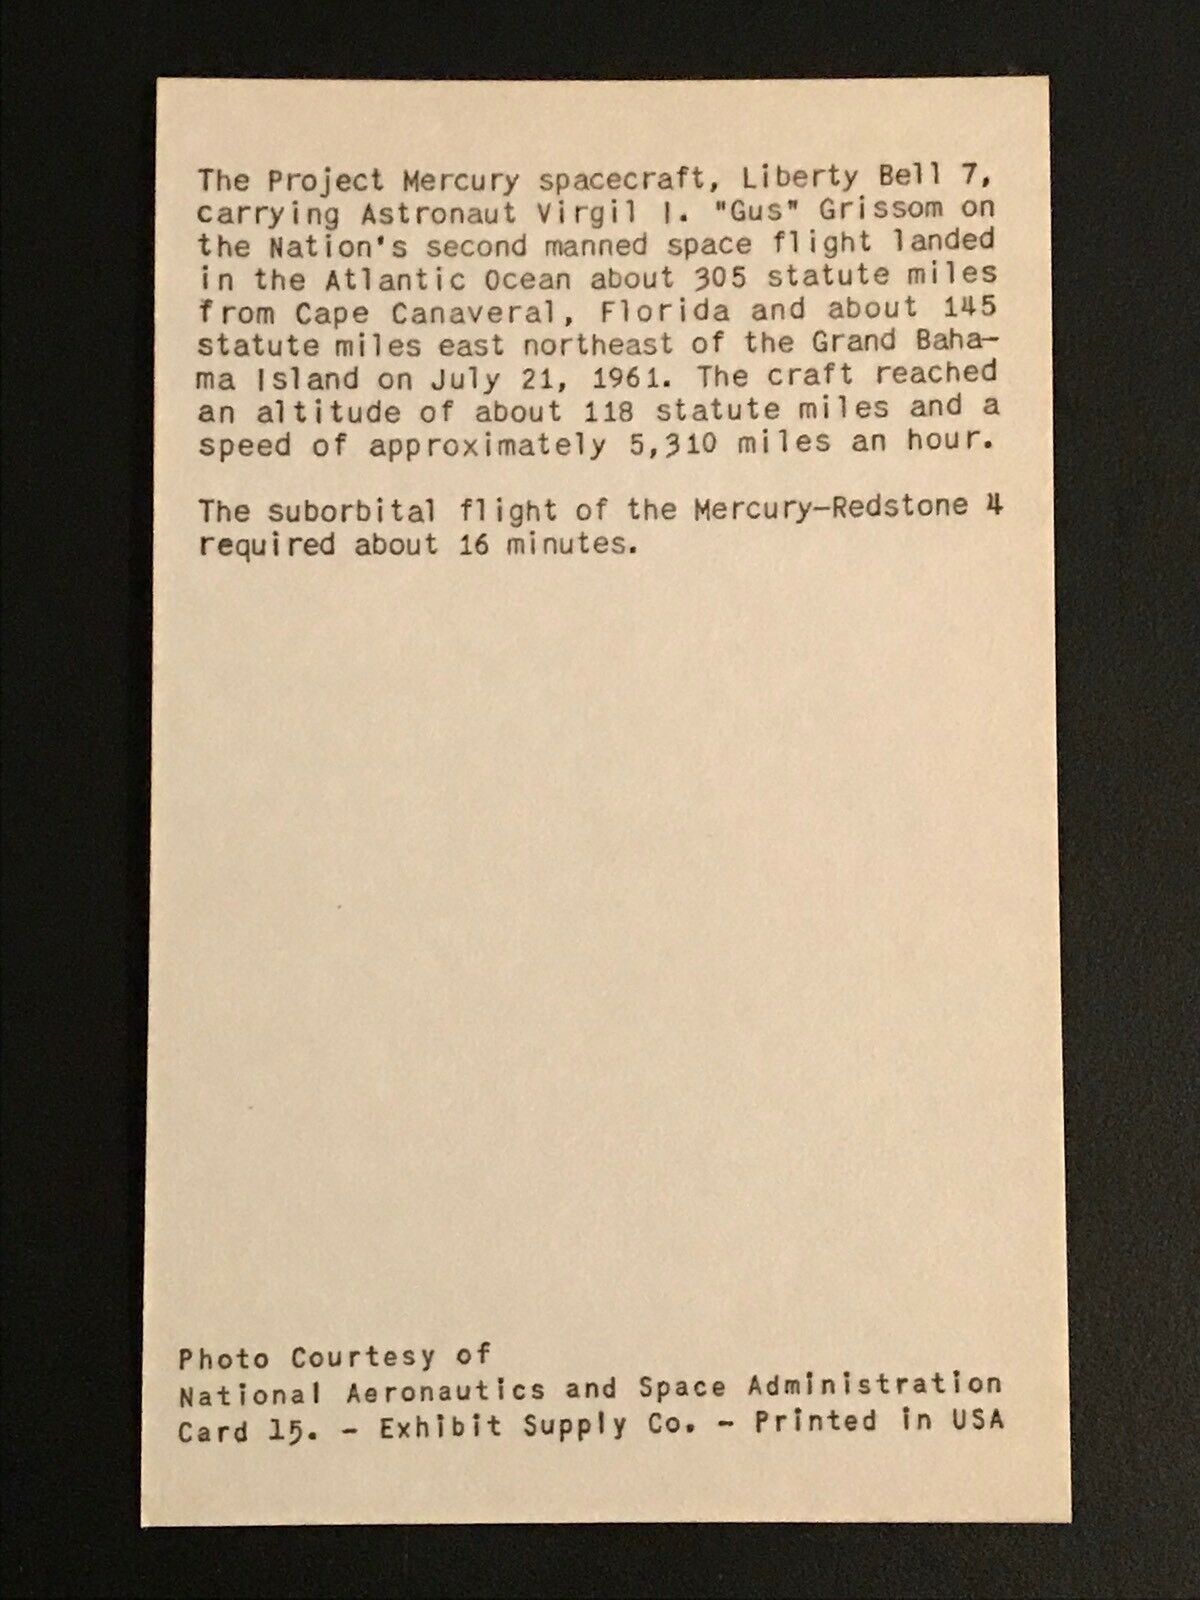 The Project Mercury spacecraft, Liberty Bell 7,
carrying Astronaut Virgil I. "Gus" Grissom on
the Nation's second manned space flight landed
in the Atlantic Ocean about 305 statute miles
from Cape Canaveral, Florida and about 145
statute miles east northeast of the Grand Baha-
ma Island on July 21, 1961. The craft reached
an altitude of about 118 statute miles and a
speed of approximately 5,310 miles an hour.
The suborbital flight of the Mercury-Redstone 4
required about 16 minutes.
Photo Courtesy of
National Aeronautics and Space Administration
Card 15. - Exhibit Supply Co. - Printed in USA